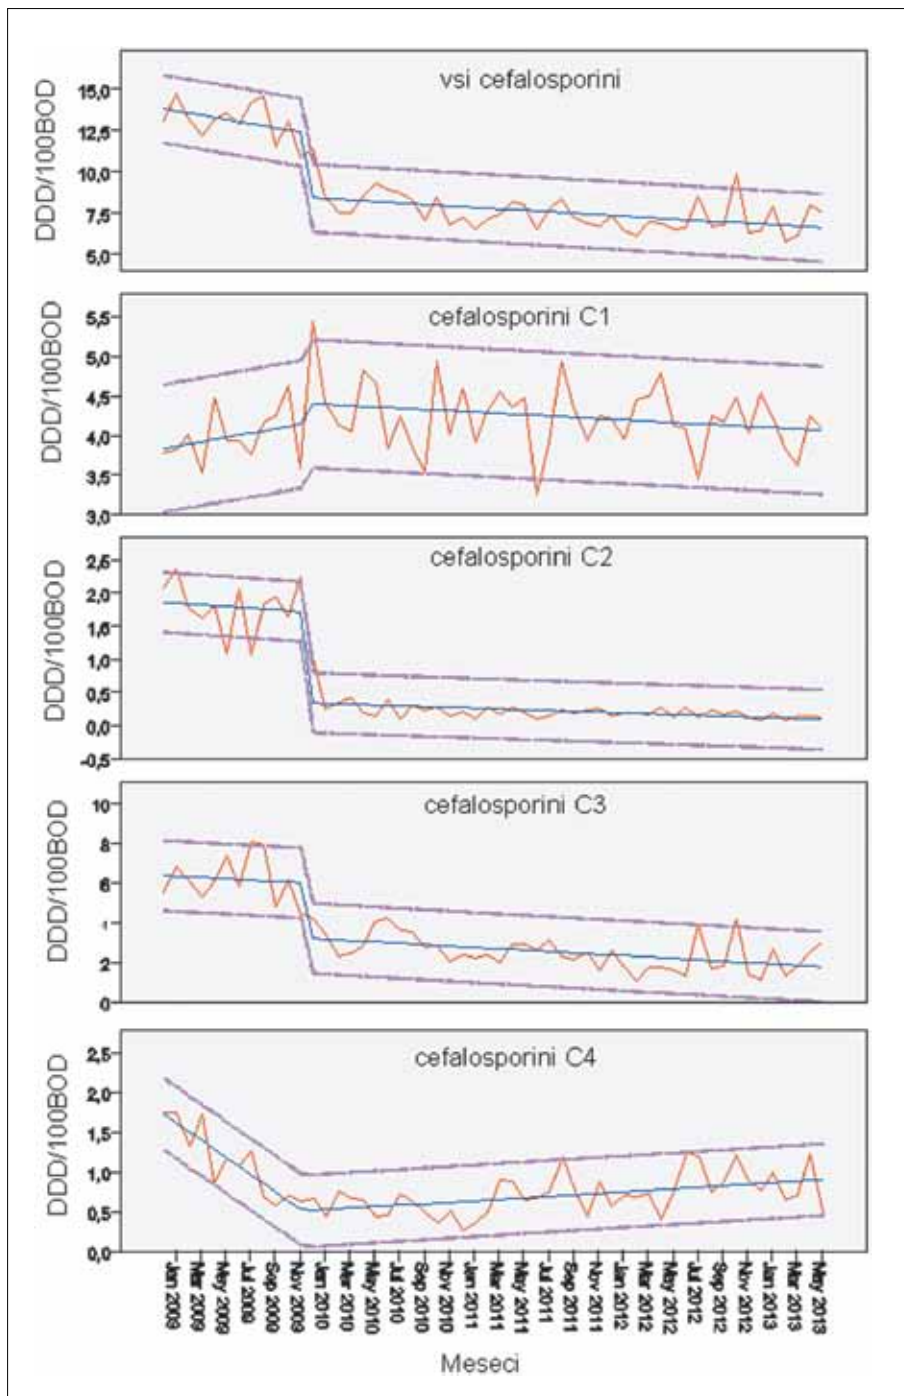 vsi cefalosporini
DDD/100BOD
15,0
12,5
10,0
7,5
5,0
cefalosporini C1
DDD/100BOD
5,5
5,0
4,5
4,0
3,5
3,0
cefalosporini C2
DDD/100BOD
2,5
2,0
1,5
1,0
0,5
0,0
-0,5
cefalosporini C3
DDD/100BOD
10
8
6
2
0
cefalosporini C4
DDD/100BOD
2,5
2,0
1,5
1,0
0,5
0,0
Jan 2009
Mar 2009
May 2009
Jul 2009
Sep 2009
Nov 2009
Jan 2010
Mar 2010
May 2010
Jul 2010
Sep 2010
Nov 2010
Jan 2011
Mar 2011
May 2011
Jul 2011
Sep 2011
Nov 2011
Jan 2012
Mar 2012
May 2012
Jul 2012
Sep 2012
Nov 2012
Jan 2013
Mar 2013
May 2013
Meseci